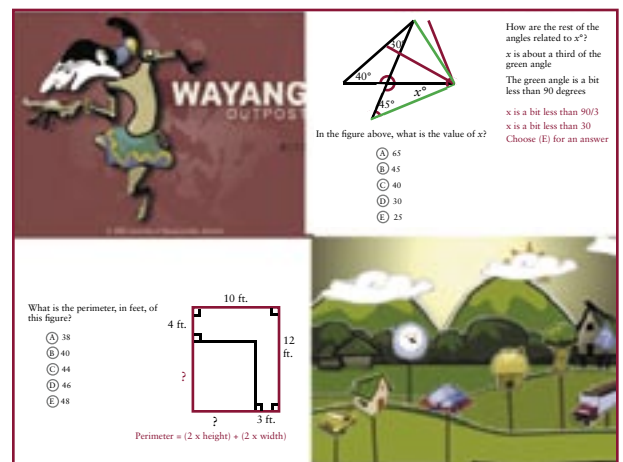 WAYANG
OUTPOST
30°
40°
x°
45°
In the figure above, what is the value of x?
A 65
B 45
C 40
D 30
E 25
How are the rest of the
angles related to x°?
x is about a third of the
green angle
The green angle is a bit
less than 90 degrees
x is a bit less than 90/3
x is a bit less than 30
Choose (E) for an answer
What is the perimeter, in feet, of
this figure?
A 38
B 40
C 44
D 46
E 48
10 ft.
4 ft.
12
ft.
?
?
3 ft.
Perimeter = (2 x height) + (2 x width)